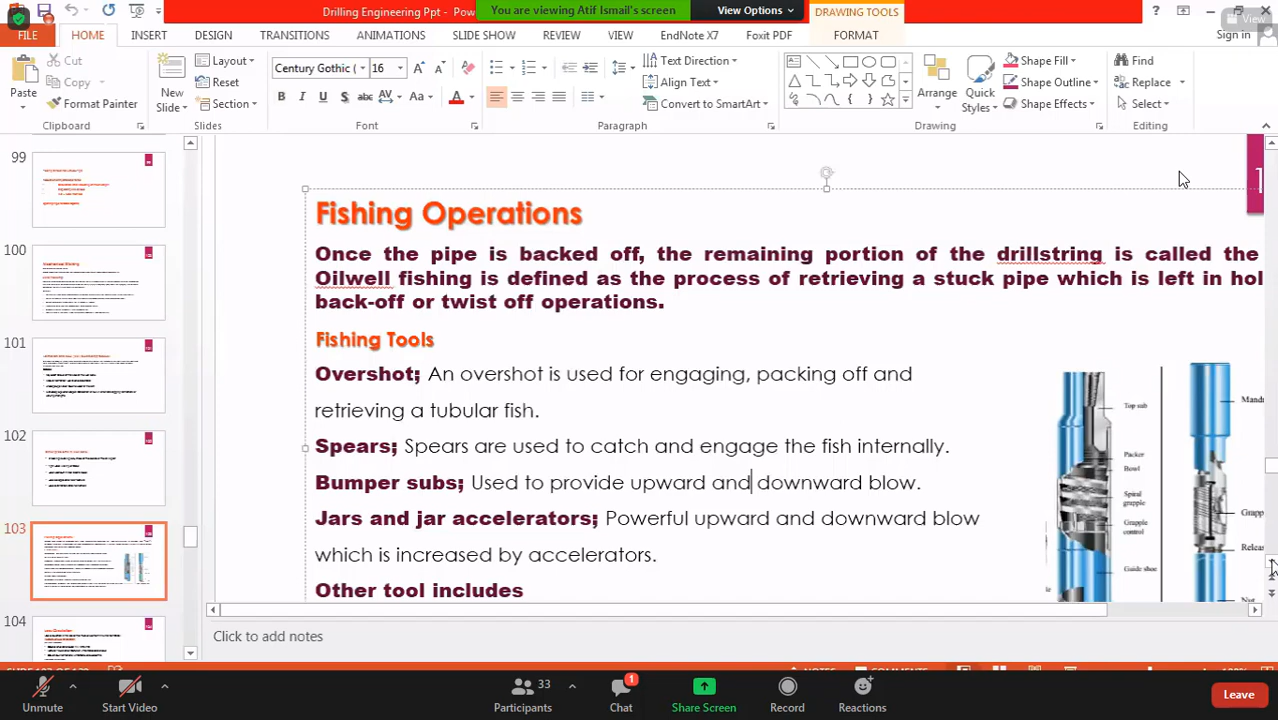 Drilling Engineering Ppt - Pow
You are viewing Atif Ismail's screen
View Options
DRAWING TOOLS
View
FILE HOME INSERT DESIGN TRANSITIONS ANIMATIONS SLIDE SHOW REVIEW VIEW EndNote X7 Foxit PDF FORMAT Sign in
Paste
Cut
Copy
Format Painter
Clipboard
New Slide
Layout
Reset
Section
Slides
Century Gothic ( 16
B I U S abc AV Aa A
Font
Text Direction
Align Text
Convert to SmartArt
Paragraph
Arrange
Quick Styles
Shape Fill
Shape Outline
Shape Effects
Drawing
Find
Replace
Select
Editing
99
100
101
102
103
104
1
Fishing Operations
Once the pipe is backed off, the remaining portion of the drillstring is called the
Oilwell fishing is defined as the process of retrieving a stuck pipe which is left in hol
back-off or twist off operations.
Fishing Tools
Overshot; An overshot is used for engaging, packing off and
retrieving a tubular fish.
Spears; Spears are used to catch and engage the fish internally.
Bumper subs; Used to provide upward and downward blow.
Jars and jar accelerators; Powerful upward and downward blow
which is increased by accelerators.
Other tool includes
Top sub
Packer
Bowl
Spiral
grapple
Grapple
control
Guide shoe
Mandr
Grapp
Releas
Nut
Click to add notes
Unmute
Start Video
33
Participants
1
Chat
Share Screen
Record
Reactions
Leave